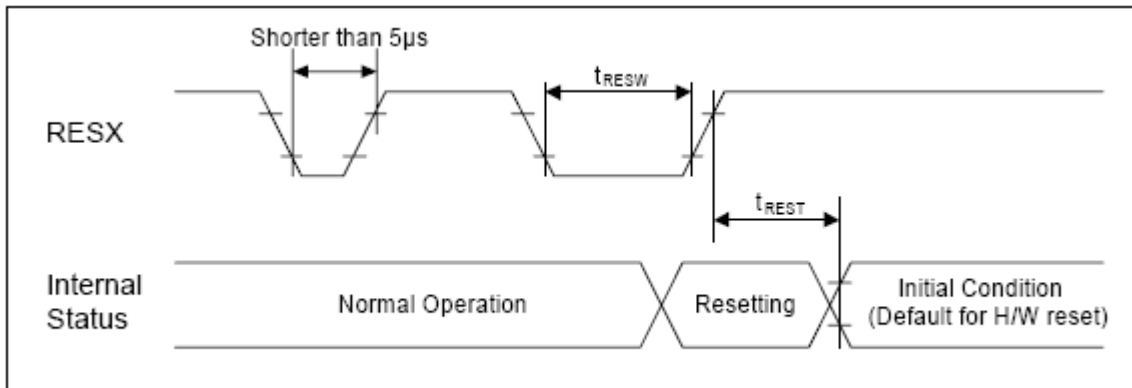 Shorter than 5µs
tRESW
RESX
tREST
Internal
Status
Normal Operation
Resetting
Initial Condition
(Default for H/W reset)